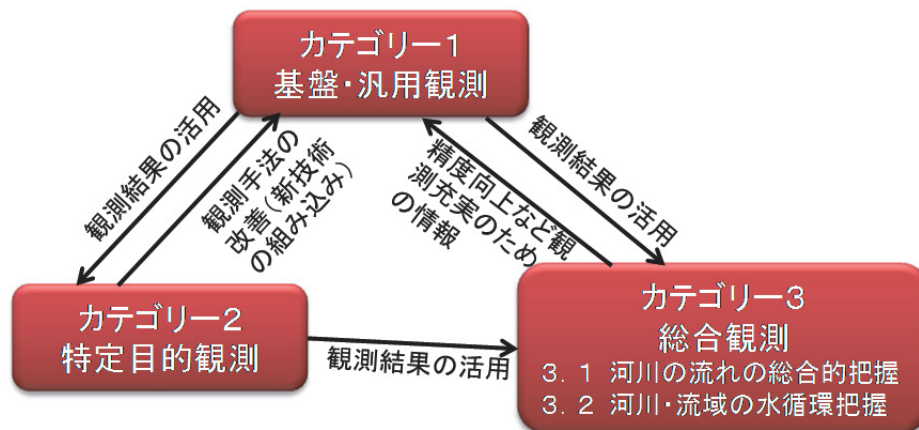 カテゴリー１
基盤・汎用観測
観測結果の活用
観測手法の
改善（新技術
の組み込み）
精度向上など観
測充実のため
の情報
観測結果の活用
カテゴリー２
特定目的観測
観測結果の活用
カテゴリー３
総合観測
３．１ 河川の流れの総合的把握
３．２ 河川・流域の水循環把握